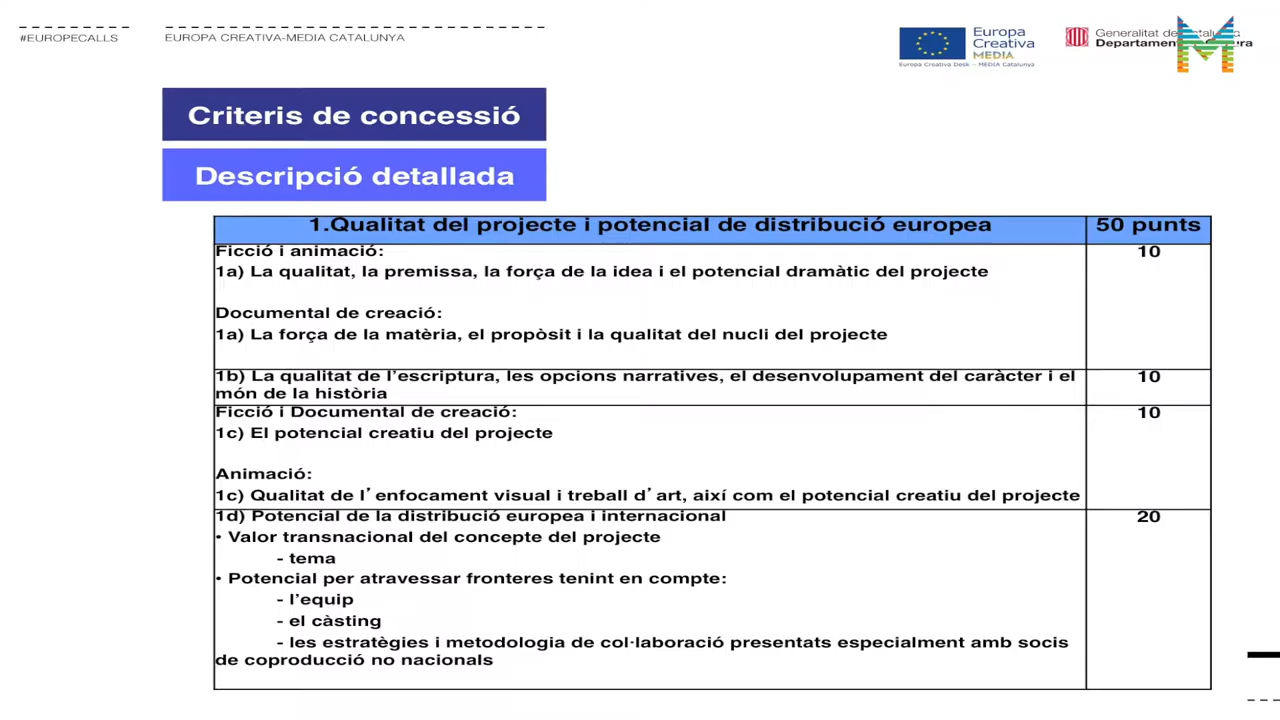 #EUROPECALLS
EUROPA CREATIVA-MEDIA CATALUNYA
Europa
Creativa
MEDIA
Europa Creativa Desk – MEDIA Catalunya
Generalitat de
Departament
Criteris de concessió
Descripció detallada
1.Qualitat del projecte i potencial de distribució europea 50 punts
Ficció i animació: 10
1a) La qualitat, la premissa, la força de la idea i el potencial dramàtic del projecte
Documental de creació:
1a) La força de la matèria, el propòsit i la qualitat del nucli del projecte
1b) La qualitat de l’escriptura, les opcions narratives, el desenvolupament del caràcter i el 10
món de la història
Ficció i Documental de creació: 10
1c) El potencial creatiu del projecte
Animació:
1c) Qualitat de l’enfocament visual i treball d’art, així com el potencial creatiu del projecte
1d) Potencial de la distribució europea i internacional 20
• Valor transnacional del concepte del projecte
- tema
• Potencial per atravessar fronteres tenint en compte:
- l’equip
- el càsting
- les estratègies i metodologia de col·laboració presentats especialment amb socis
de coproducció no nacionals